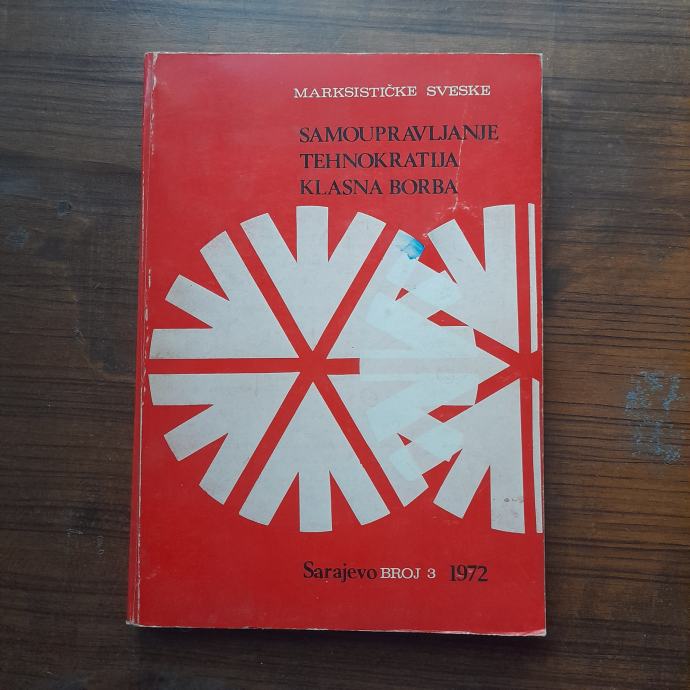 MARKSISTIČKE SVESKE
SAMOUPRAVLJANJE
TEHNOKRATIJA
KLASNA BORBA
Sarajevo BROJ 3 1972